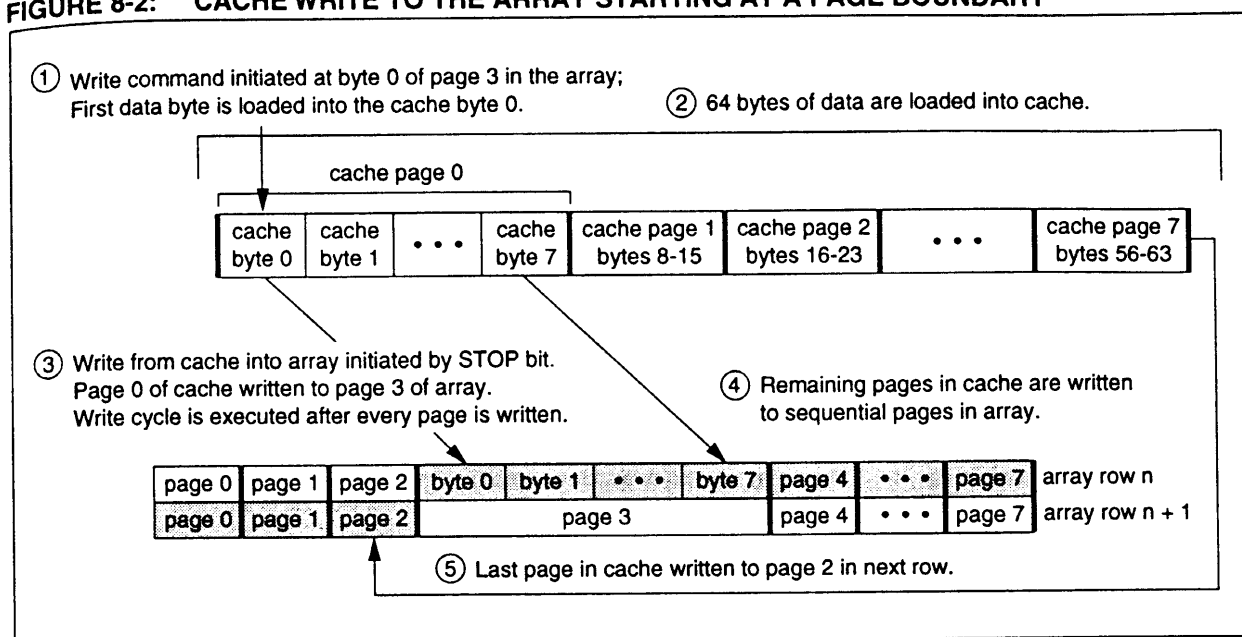 FIGURE 8-2: CACHE WRITE TO THE ARRAY STARTING AT A PAGE BOUNDARY
① Write command initiated at byte 0 of page 3 in the array;
First data byte is loaded into the cache byte 0.
② 64 bytes of data are loaded into cache.
cache page 0
cache byte 0 cache byte 1 • • • cache byte 7 cache page 1 bytes 8-15 cache page 2 bytes 16-23 • • • cache page 7 bytes 56-63
③ Write from cache into array initiated by STOP bit.
Page 0 of cache written to page 3 of array.
Write cycle is executed after every page is written.
④ Remaining pages in cache are written
to sequential pages in array.
page 0 page 1 page 2 byte 0 byte 1 • • • byte 7 page 4 • • • page 7 array row n
page 0 page 1 page 2 page 3 page 4 • • • page 7 array row n + 1
⑤ Last page in cache written to page 2 in next row.